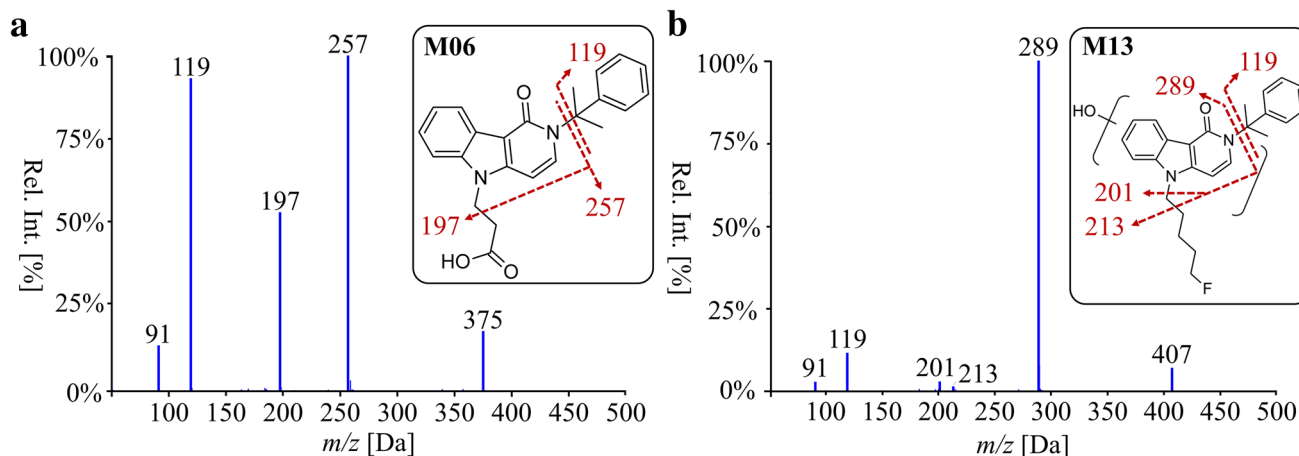 a
Rel. Int. [%]
100%
75%
50%
25%
0%
91
119
197
257
375
100
150
200
250
300
350
400
450
500
m/z [Da]
M06
119
O
N
N
197
257
HO
O
b
Rel. Int. [%]
100%
75%
50%
25%
0%
91
119
201
213
289
407
100
150
200
250
300
350
400
450
500
m/z [Da]
M13
119
289
HO
O
N
N
201
213
F